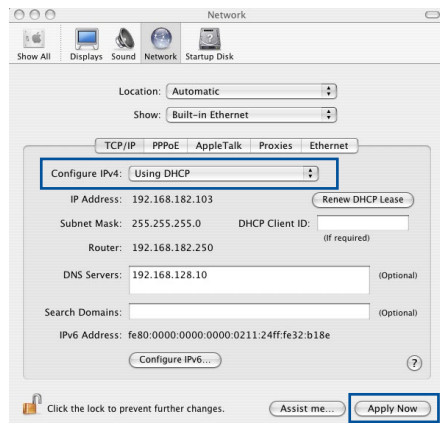 Network
Show All Displays Sound Network Startup Disk
Location: Automatic
Show: Built-in Ethernet
TCP/IP PPPoE AppleTalk Proxies Ethernet
Configure IPv4: Using DHCP
IP Address: 192.168.182.103 Renew DHCP Lease
Subnet Mask: 255.255.255.0 DHCP Client ID:
(If required)
Router: 192.168.182.250
DNS Servers: 192.168.128.10 (Optional)
Search Domains: (Optional)
IPv6 Address: fe80:0000:0000:0000:0211:24ff:fe32:b18e
Configure IPv6... ?
Click the lock to prevent further changes. Assist me... Apply Now